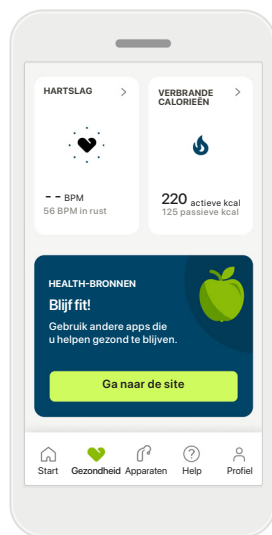 HARTSLAG
-- BPM
56 BPM in rust
VERBRANDE
CALORIEËN
220 actieve kcal
125 passieve kcal
HEALTH-BRONNEN
Blijf fit!
Gebruik andere apps die
u helpen gezond te blijven.
Ga naar de site
Start Gezondheid Apparaten Help Profiel